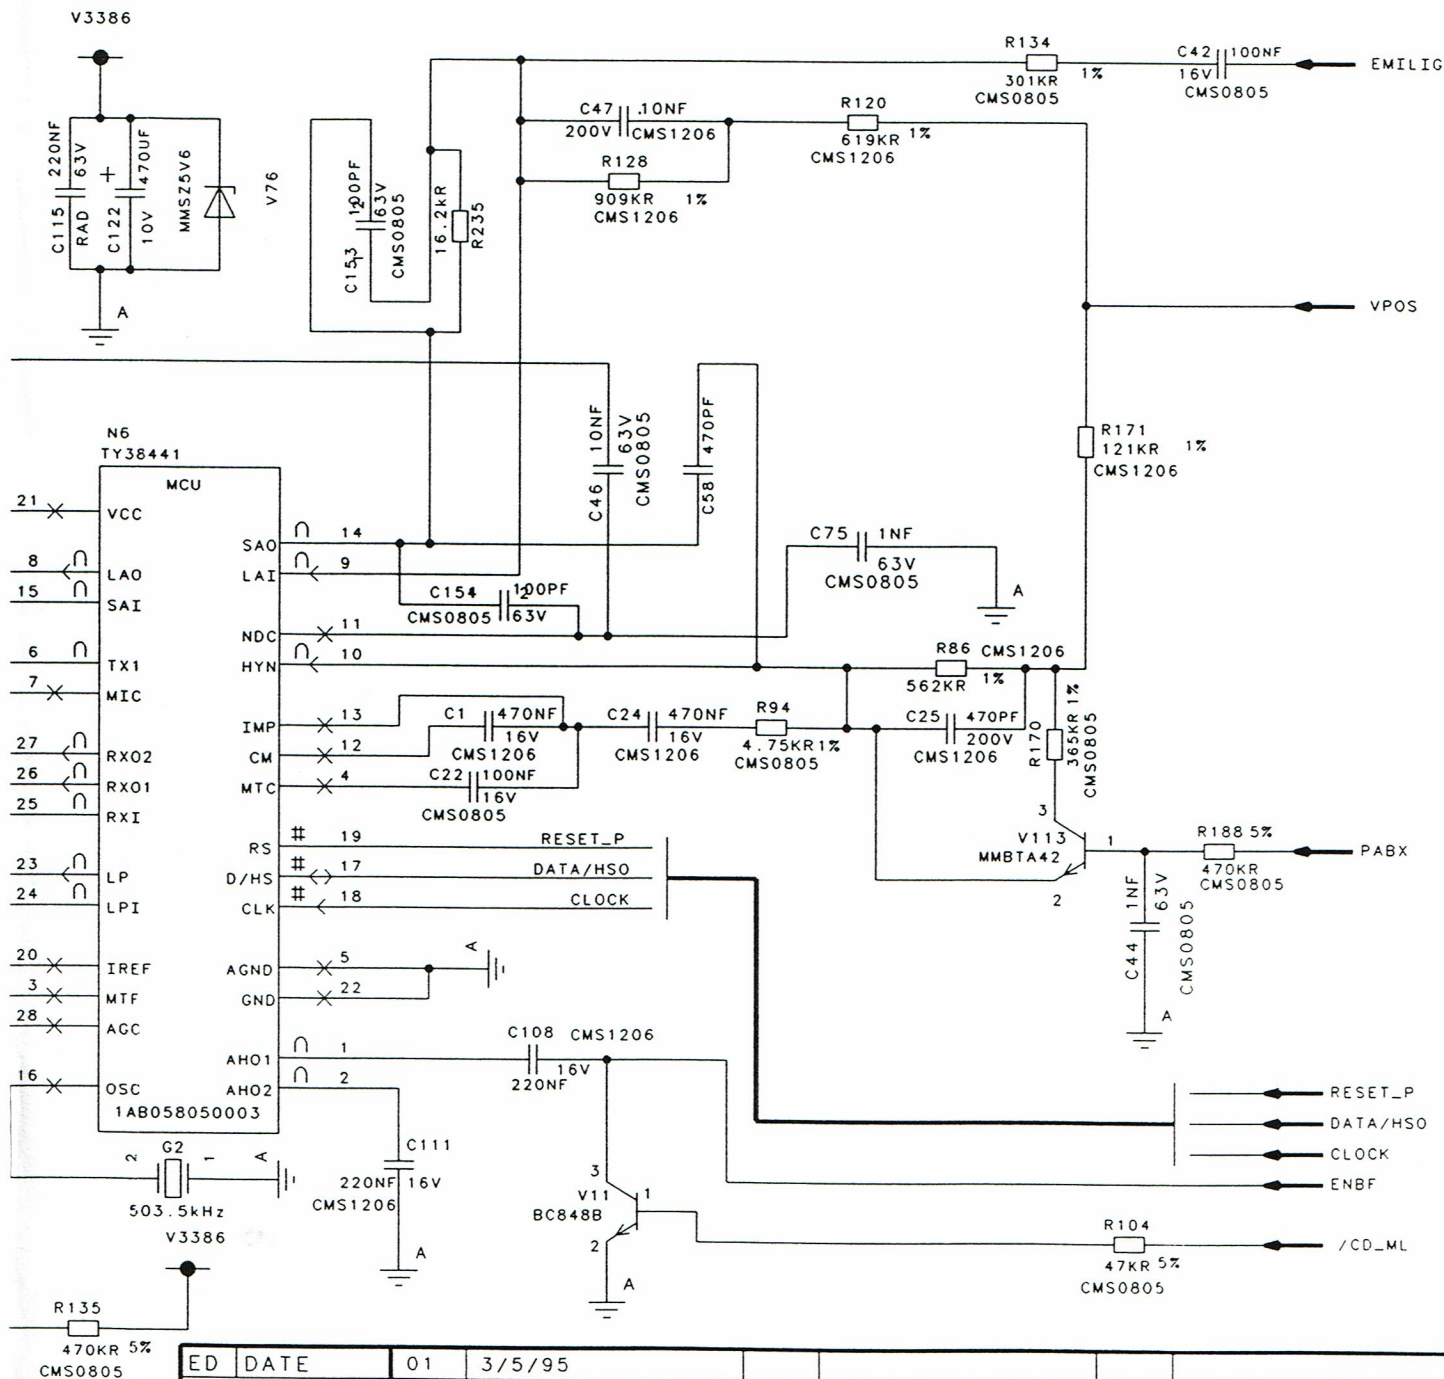 V3386
220NF
63V
C115
RAD
+
470UF
C122
10V
MMSZ5V6
V76
A
R134
301KR
1%
CMS0805
C42
100NF
16V
CMS0805
EMILIG
C47
.10NF
200V
CMS1206
R120
619KR
1%
CMS1206
R128
909KR
1%
CMS1206
63V
CMS0805
16.2kR
R235
VPOS
10NF
63V
C46
CMS0805
470PF
C58
R171
121KR
1%
CMS1206
N6
TY38441
MCU
21
VCC
8
LAO
15
SAI
6
TX1
7
MIC
27
RXO2
26
RXO1
25
RXI
23
LP
24
LPI
20
IREF
3
MTF
28
AGC
16
OSC
SAO
14
LAI
9
NDC
11
HYN
10
IMP
13
CM
12
MTC
4
RS
# 19
RESET_P
D/HS
# 17
DATA/HSO
CLK
# 18
CLOCK
AGND
5
GND
22
A
AHO1
1
AHO2
2
1AB058050003
C154
100PF
CMS0805
63V
C75
1NF
63V
CMS0805
A
R86
CMS1206
562KR
1%
C1
470NF
16V
CMS1206
C22
100NF
16V
CMS0805
C24
470NF
16V
CMS1206
R94
4.75KR
1%
CMS0805
C25
470PF
200V
CMS1206
R170
365KR 1%
CMS0805
3
V113
MMBTA42
1
2
R188
5%
470KR
CMS0805
PABX
C44
1NF
63V
CMS0805
A
C108
CMS1206
16V
220NF
C111
220NF
16V
CMS1206
A
3
V11
BC848B
1
2
A
RESET_P
DATA/HSO
CLOCK
ENBF
R104
47KR
5%
CMS0805
/CD_ML
2
G2
1
A
503.5kHz
V3386
R135
470KR
5%
CMS0805
ED
DATE
01
3/5/95